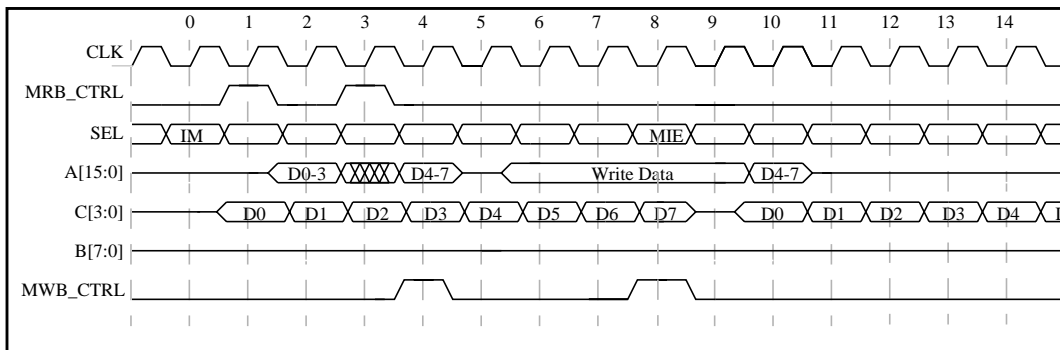 0 1 2 3 4 5 6 7 8 9 10 11 12 13 14
CLK
MRB_CTRL
SEL IM MIE
A[15:0] D0-3 D4-7 Write Data D4-7
C[3:0] D0 D1 D2 D3 D4 D5 D6 D7 D0 D1 D2 D3 D4
B[7:0]
MWB_CTRL